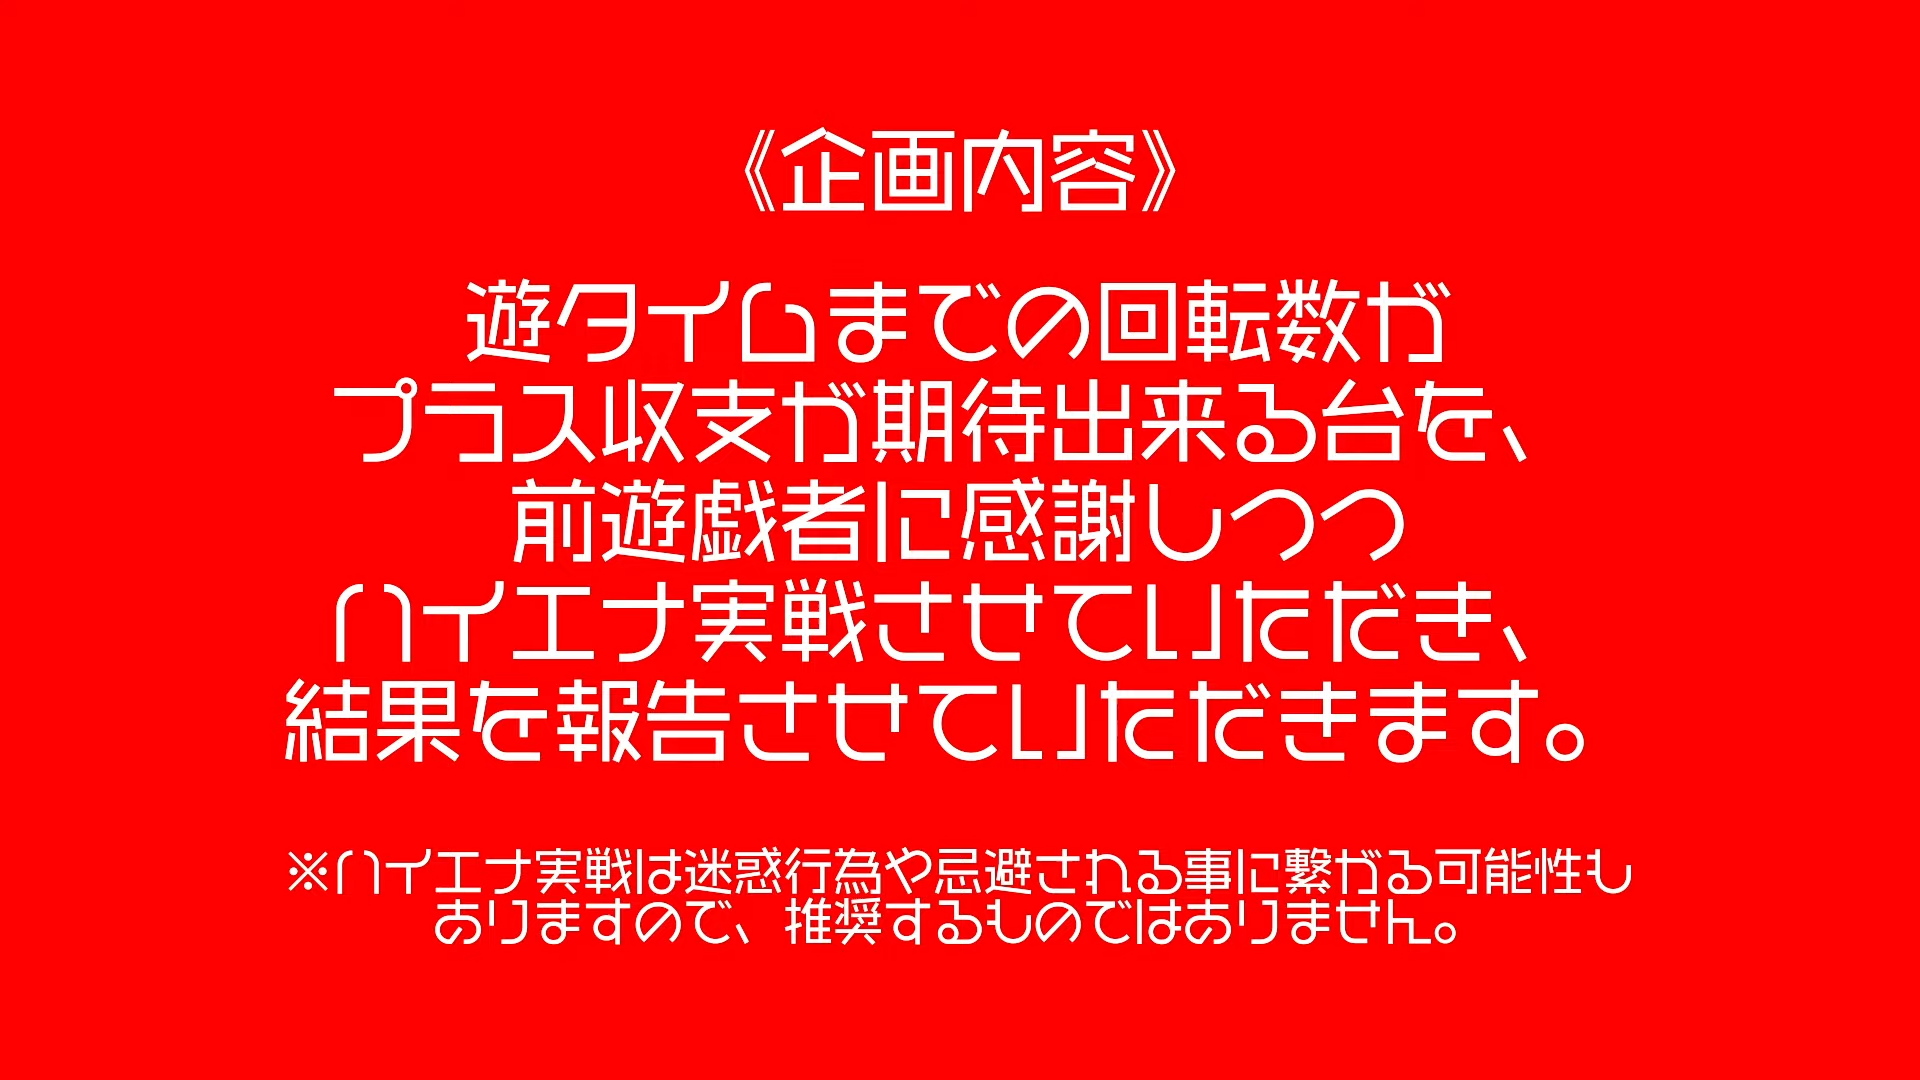 《企画内容》
遊タイムまでの回転数が
プラス収支が期待出来る台を、
前遊戯者に感謝しつつ
ハイエナ実戦させていただき、
結果を報告させていただきます。
※ハイエナ実戦は迷惑行為や忌避される事に繋がる可能性も
ありますので、推奨するものではありません。